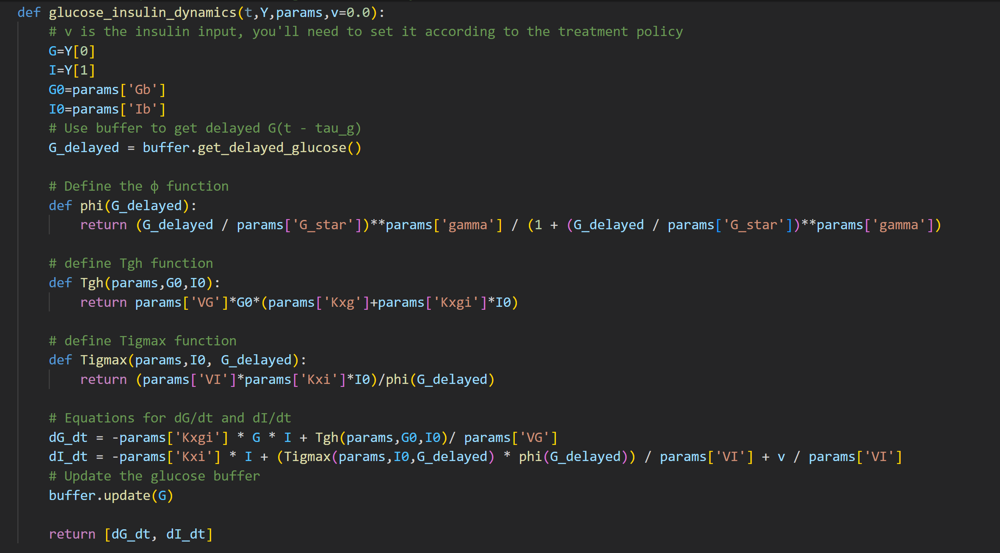 def glucose_insulin_dynamics(t,Y,params,v=0.0):
    # v is the insulin input, you'll need to set it according to the treatment policy
    G=Y[0]
    I=Y[1]
    G0=params['Gb']
    I0=params['Ib']
    # Use buffer to get delayed G(t - tau_g)
    G_delayed = buffer.get_delayed_glucose()

    # Define the ϕ function
    def phi(G_delayed):
        return (G_delayed / params['G_star'])**params['gamma'] / (1 + (G_delayed / params['G_star'])**params['gamma'])

    # define Tgh function
    def Tgh(params,G0,I0):
        return params['VG']*G0*(params['Kxg']+params['Kxgi']*I0)

    # define Tigmax function
    def Tigmax(params,I0, G_delayed):
        return (params['VI']*params['Kxi']*I0)/phi(G_delayed)

    # Equations for dG/dt and dI/dt
    dG_dt = -params['Kxgi'] * G * I + Tgh(params,G0,I0)/ params['VG']
    dI_dt = -params['Kxi'] * I + (Tigmax(params,I0,G_delayed) * phi(G_delayed)) / params['VI'] + v / params['VI']
    # Update the glucose buffer
    buffer.update(G)

    return [dG_dt, dI_dt]